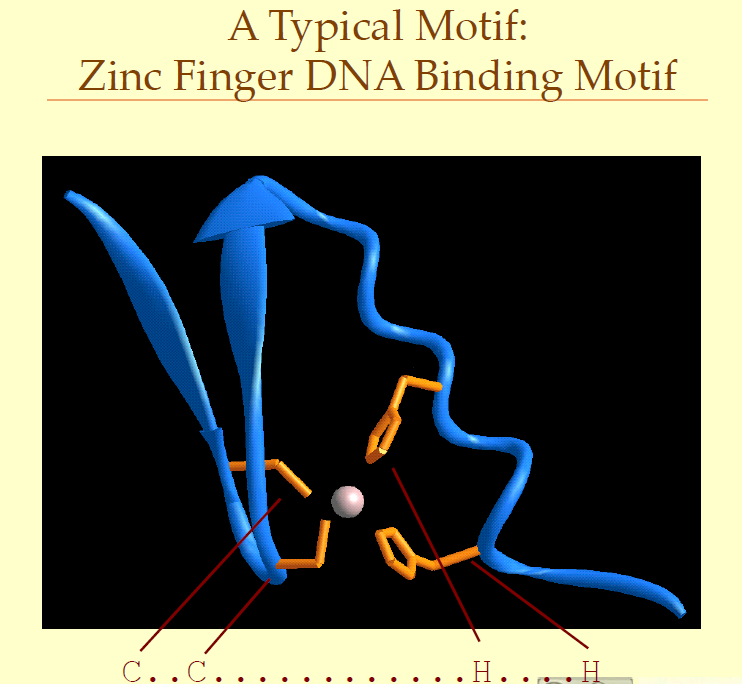 A Typical Motif:
Zinc Finger DNA Binding Motif
C..C............H....H